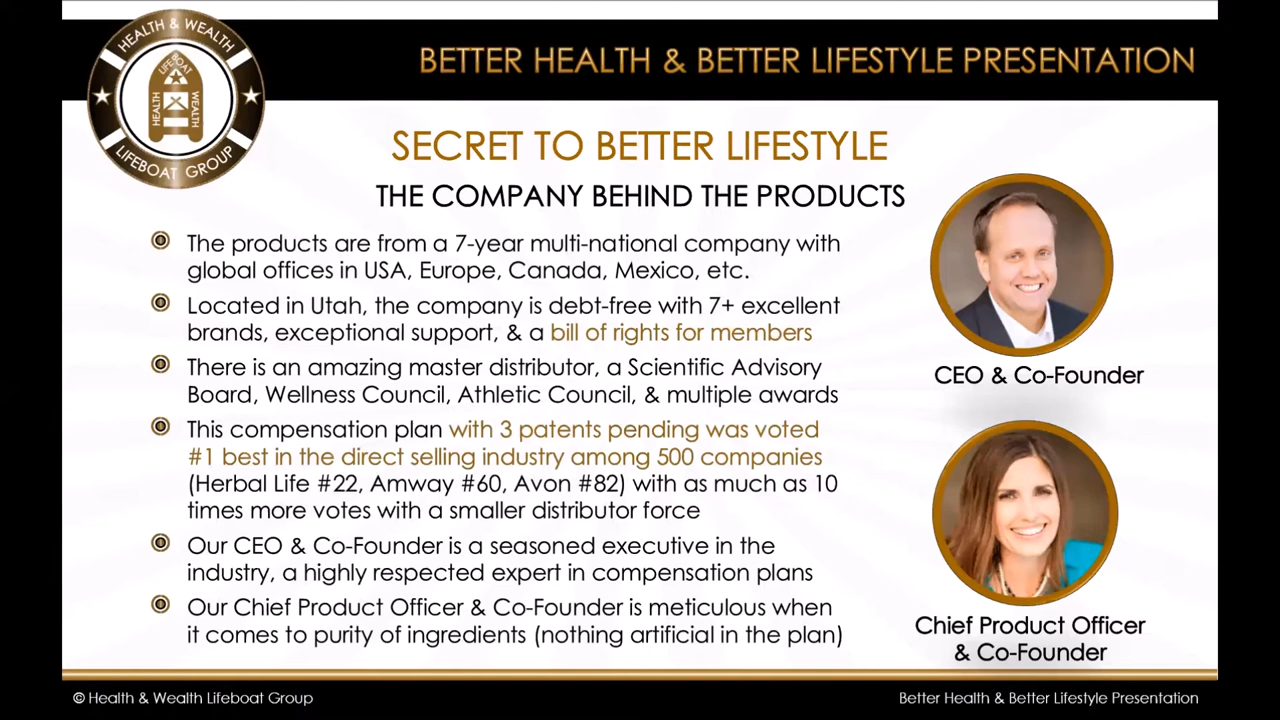 HEALTH & WEALTH
LIFEBOAT
HEALTH
WEALTH
LIFEBOAT GROUP
BETTER HEALTH & BETTER LIFESTYLE PRESENTATION
SECRET TO BETTER LIFESTYLE
THE COMPANY BEHIND THE PRODUCTS
The products are from a 7-year multi-national company with
global offices in USA, Europe, Canada, Mexico, etc.
Located in Utah, the company is debt-free with 7+ excellent
brands, exceptional support, & a bill of rights for members
There is an amazing master distributor, a Scientific Advisory
Board, Wellness Council, Athletic Council, & multiple awards
This compensation plan with 3 patents pending was voted
#1 best in the direct selling industry among 500 companies
(Herbal Life #22, Amway #60, Avon #82) with as much as 10
times more votes with a smaller distributor force
Our CEO & Co-Founder is a seasoned executive in the
industry, a highly respected expert in compensation plans
Our Chief Product Officer & Co-Founder is meticulous when
it comes to purity of ingredients (nothing artificial in the plan)
CEO & Co-Founder
Chief Product Officer
& Co-Founder
© Health & Wealth Lifeboat Group
Better Health & Better Lifestyle Presentation